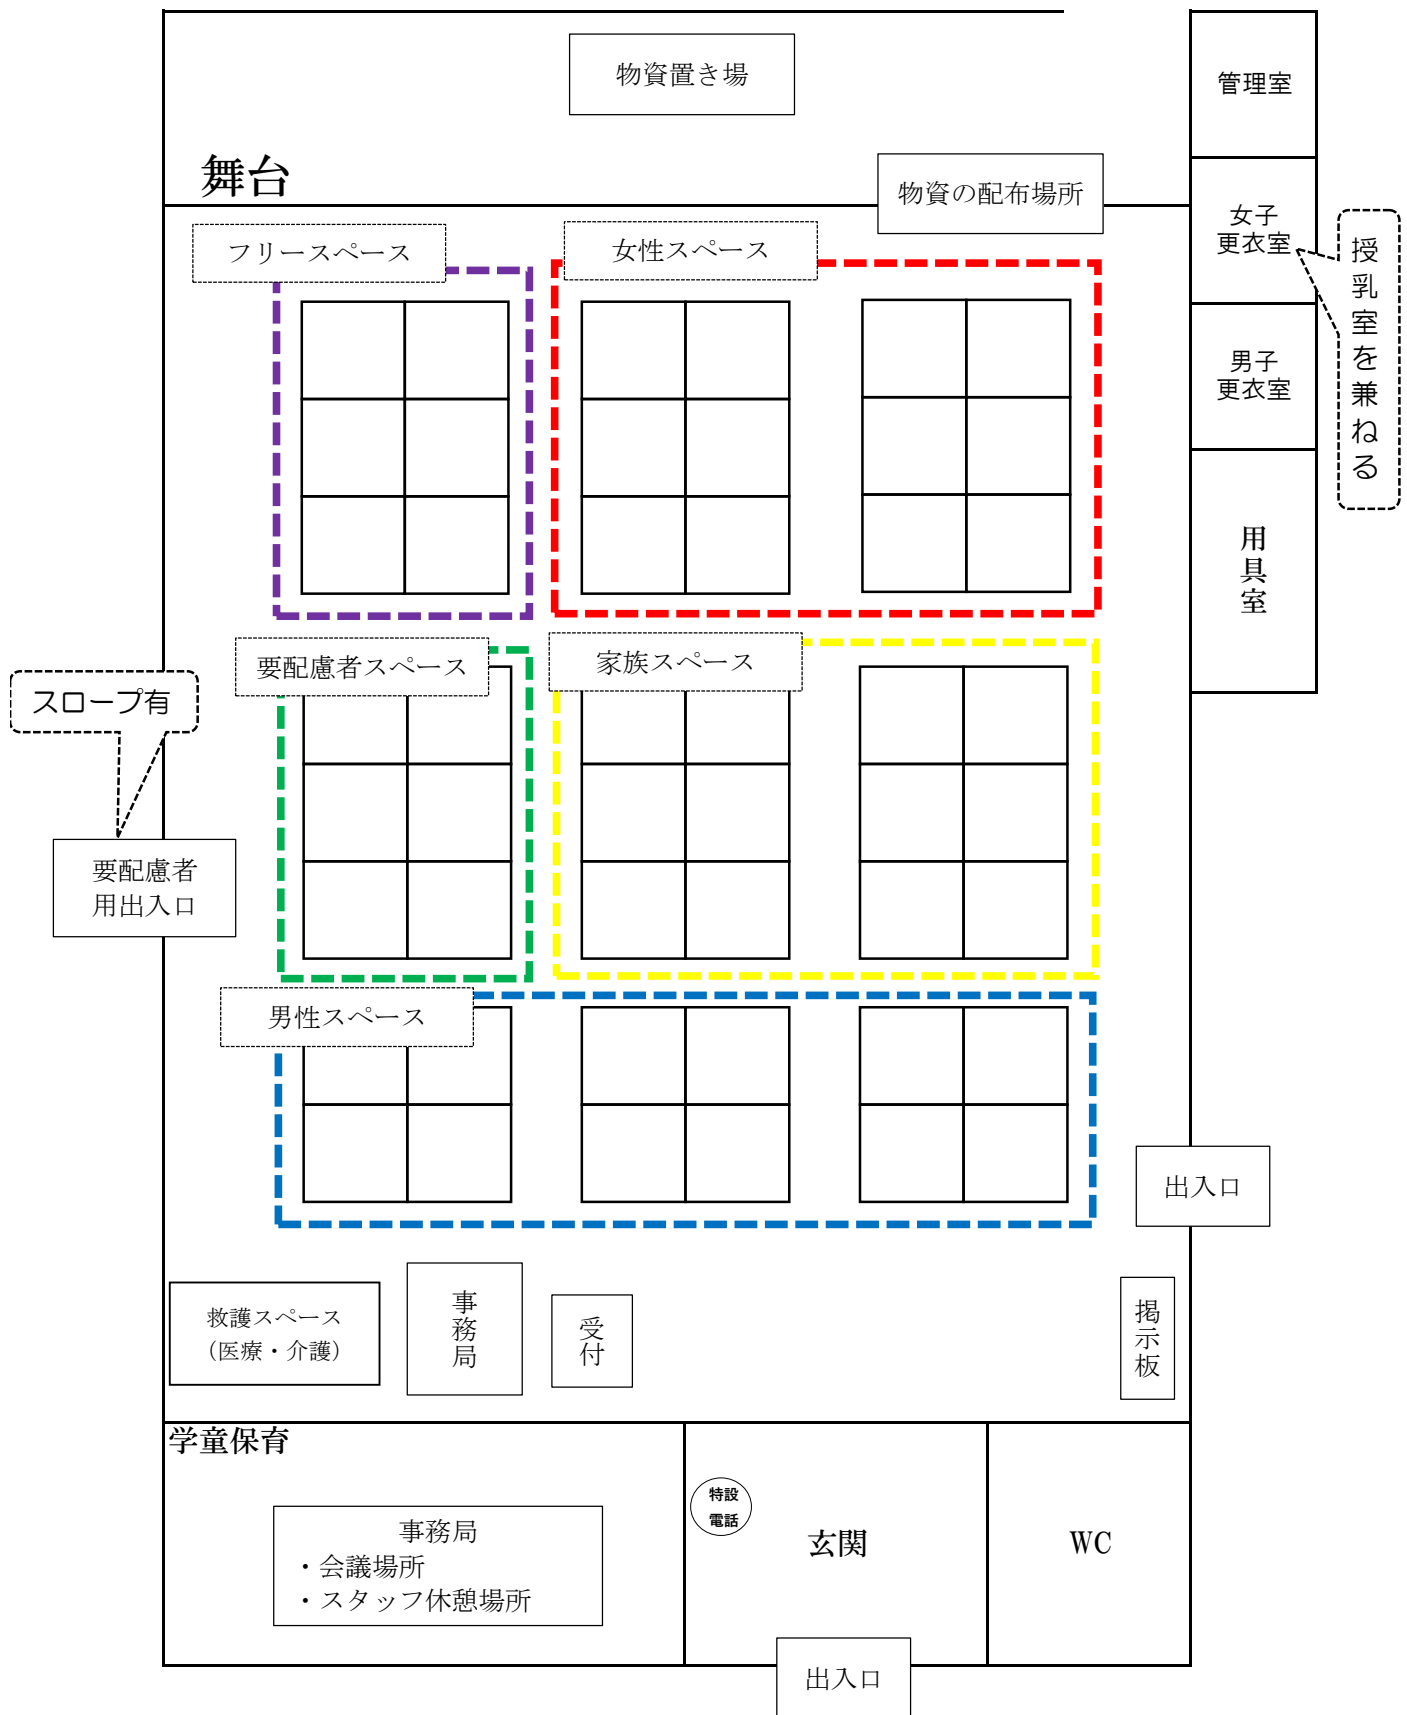 物資置き場
管理室
舞台
物資の配布場所
女子
更衣室
授乳室を兼ねる
フリースペース
女性スペース
男子
更衣室
用具室
要配慮者スペース
家族スペース
スロープ有
要配慮者
用出入口
男性スペース
出入口
救護スペース
（医療・介護）
事務局
受付
掲示板
学童保育
特設
電話
玄関
WC
事務局
・会議場所
・スタッフ休憩場所
出入口